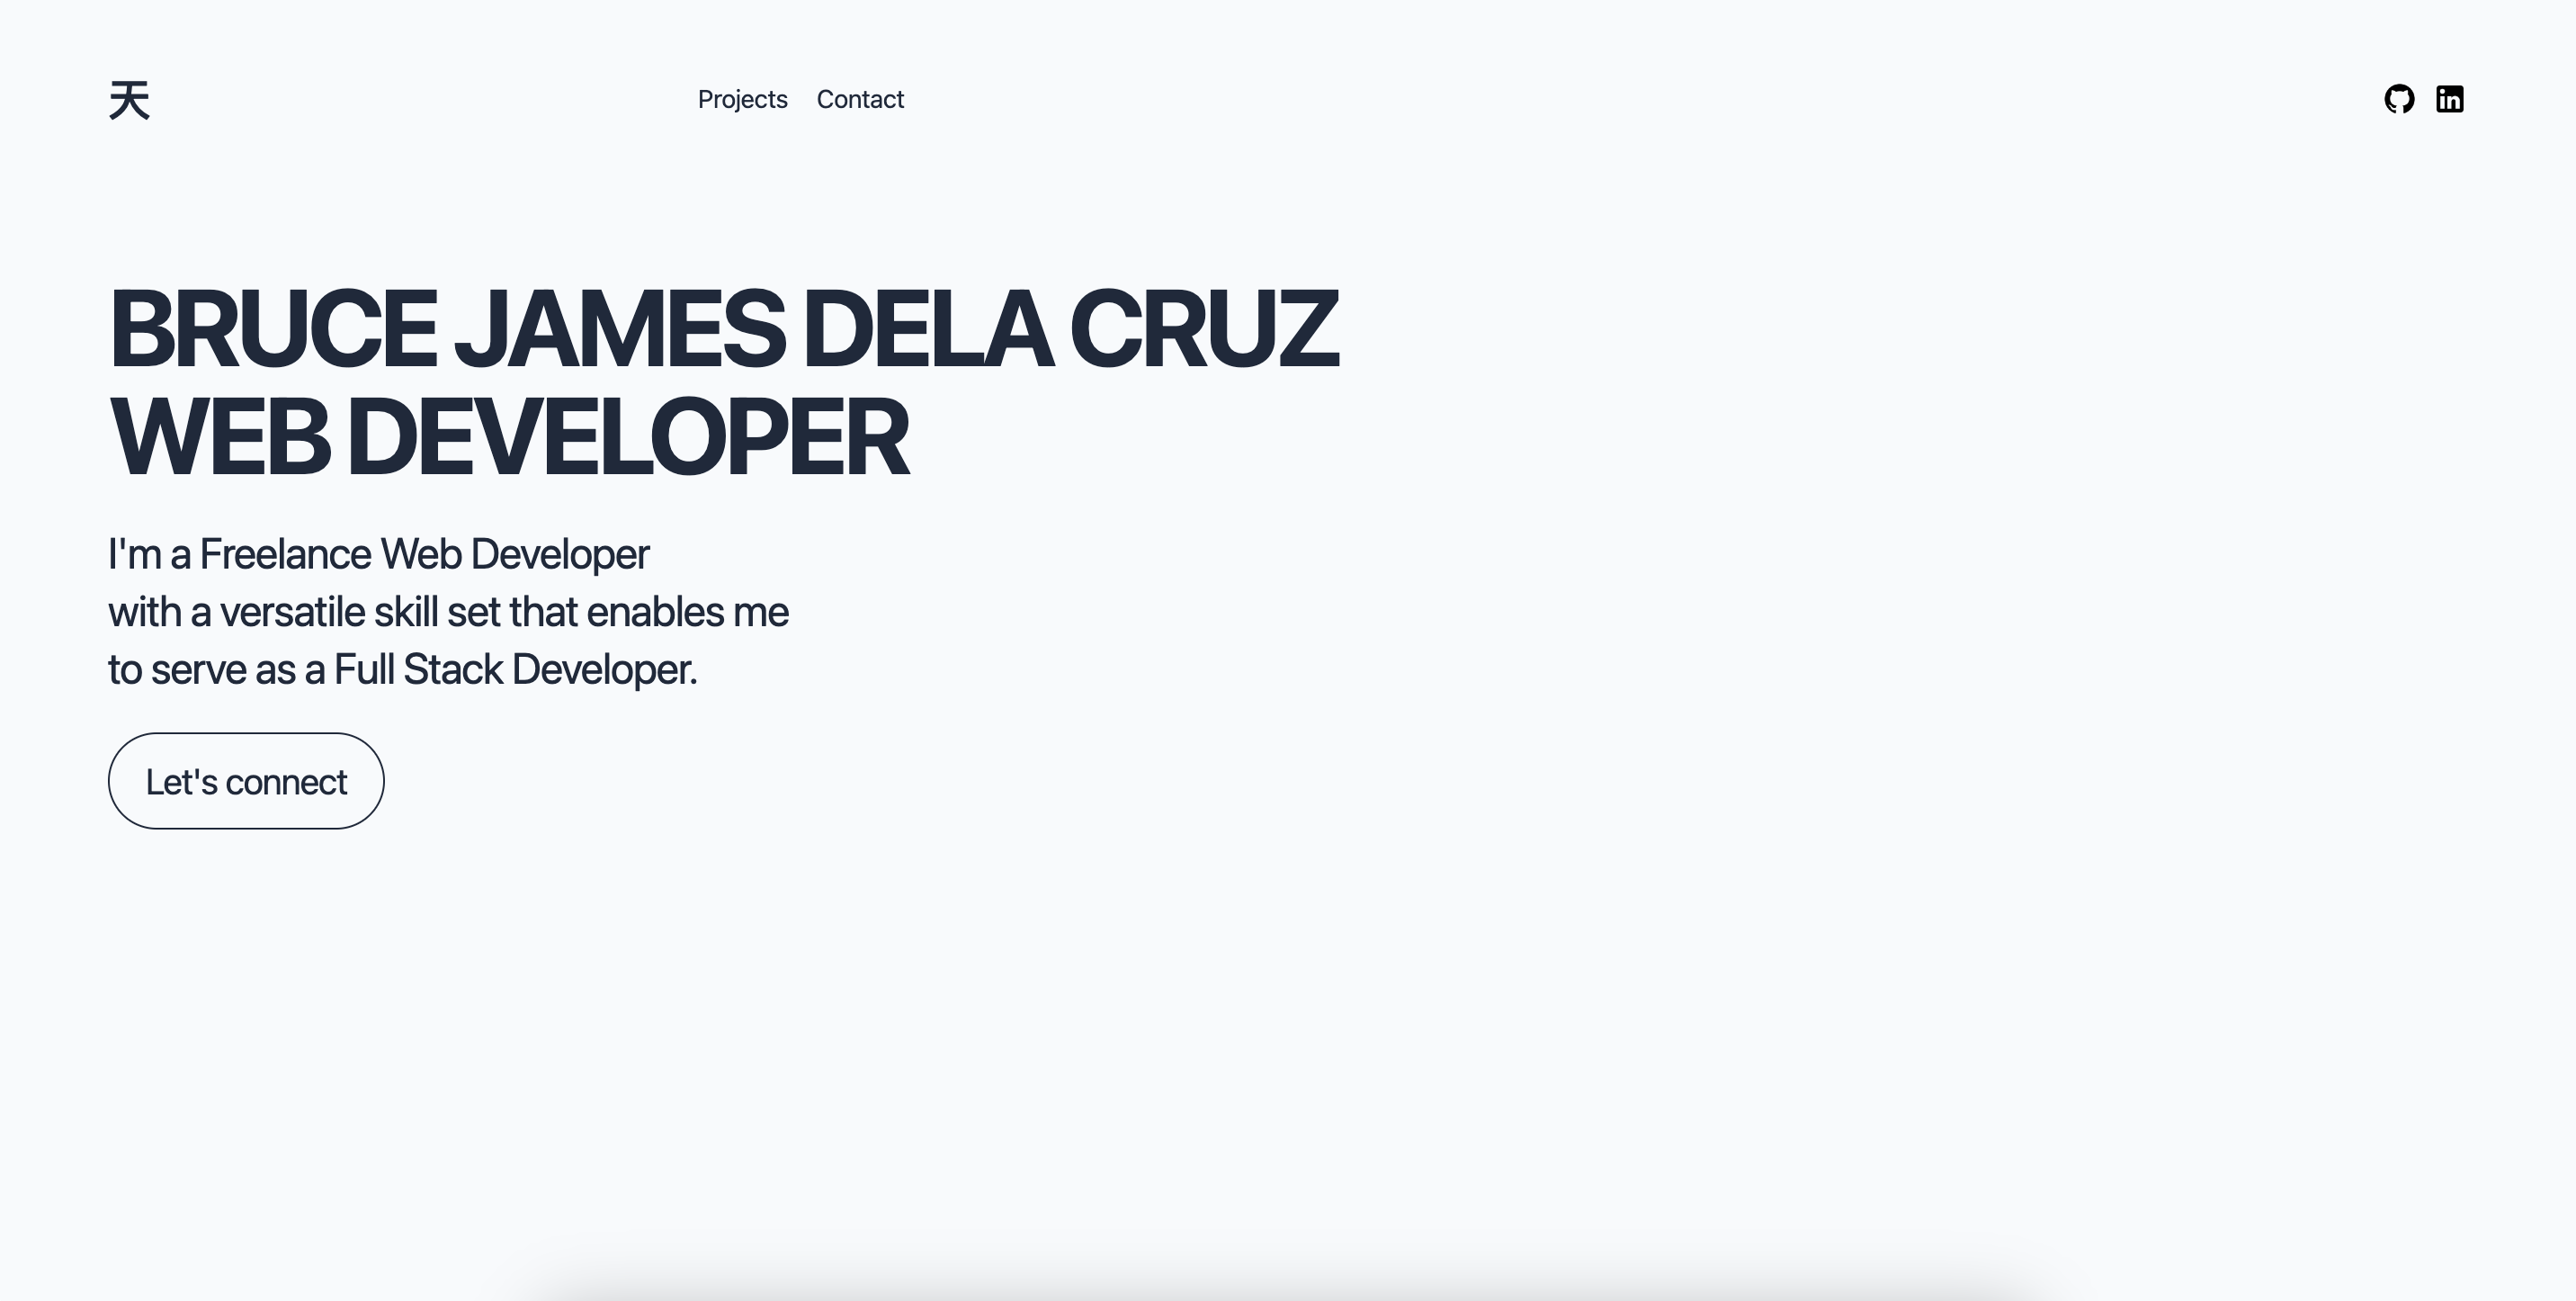 天
Projects Contact
BRUCE JAMES DELA CRUZ
WEB DEVELOPER
I'm a Freelance Web Developer
with a versatile skill set that enables me
to serve as a Full Stack Developer.
Let's connect